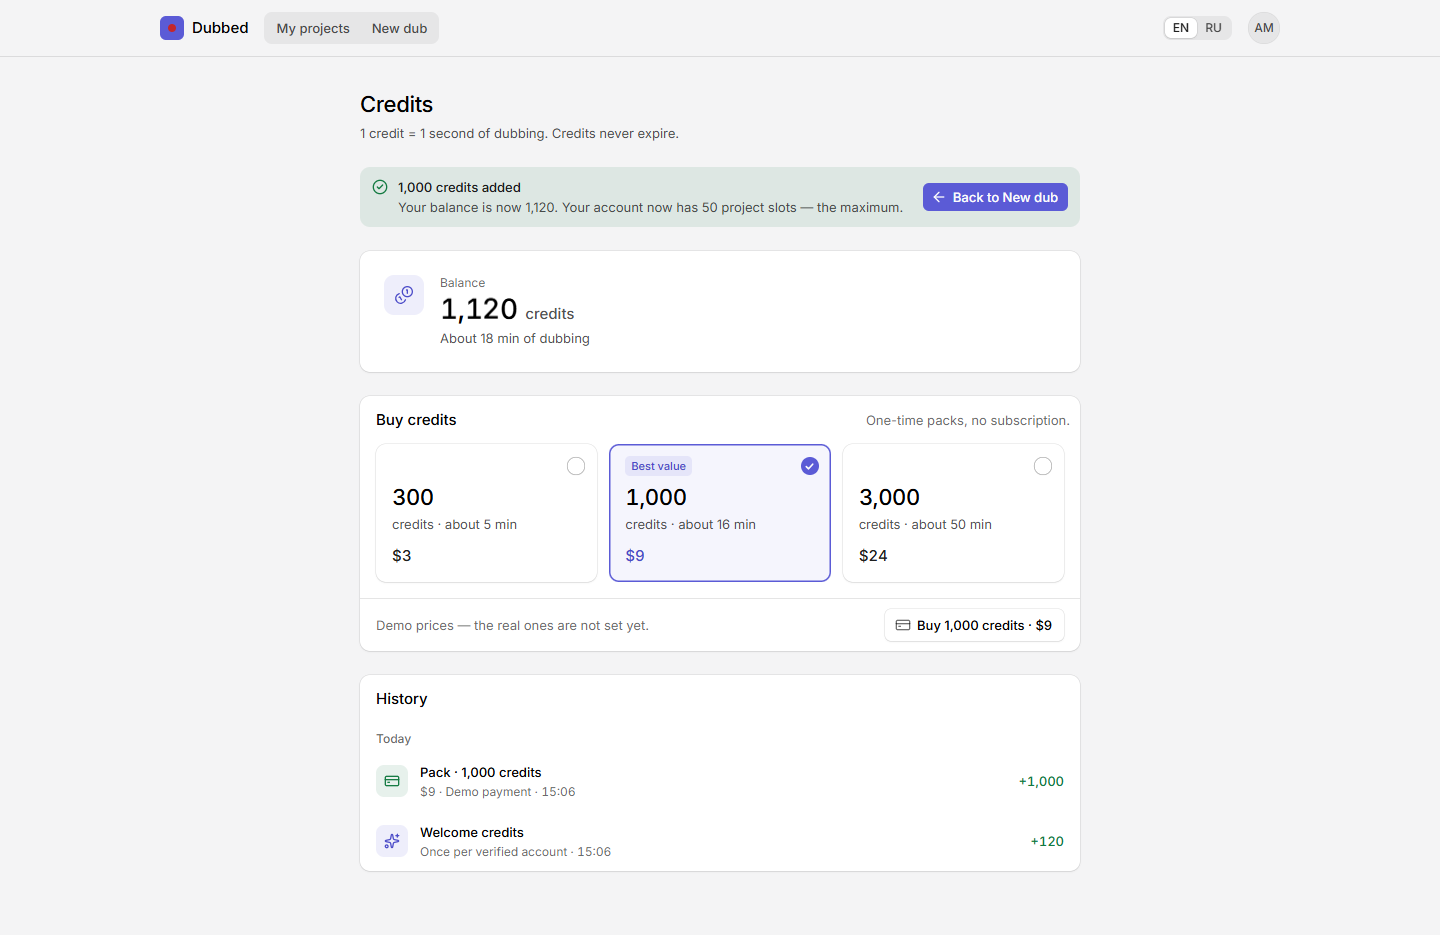 Dubbed
My projects
New dub
EN
RU
AM
Credits
1 credit = 1 second of dubbing. Credits never expire.
1,000 credits added
Your balance is now 1,120. Your account now has 50 project slots — the maximum.
Back to New dub
Balance
1,120 credits
About 18 min of dubbing
Buy credits
One-time packs, no subscription.
300
credits · about 5 min
$3
Best value
1,000
credits · about 16 min
$9
3,000
credits · about 50 min
$24
Demo prices — the real ones are not set yet.
Buy 1,000 credits · $9
History
Today
Pack · 1,000 credits
$9 · Demo payment · 15:06
+1,000
Welcome credits
Once per verified account · 15:06
+120